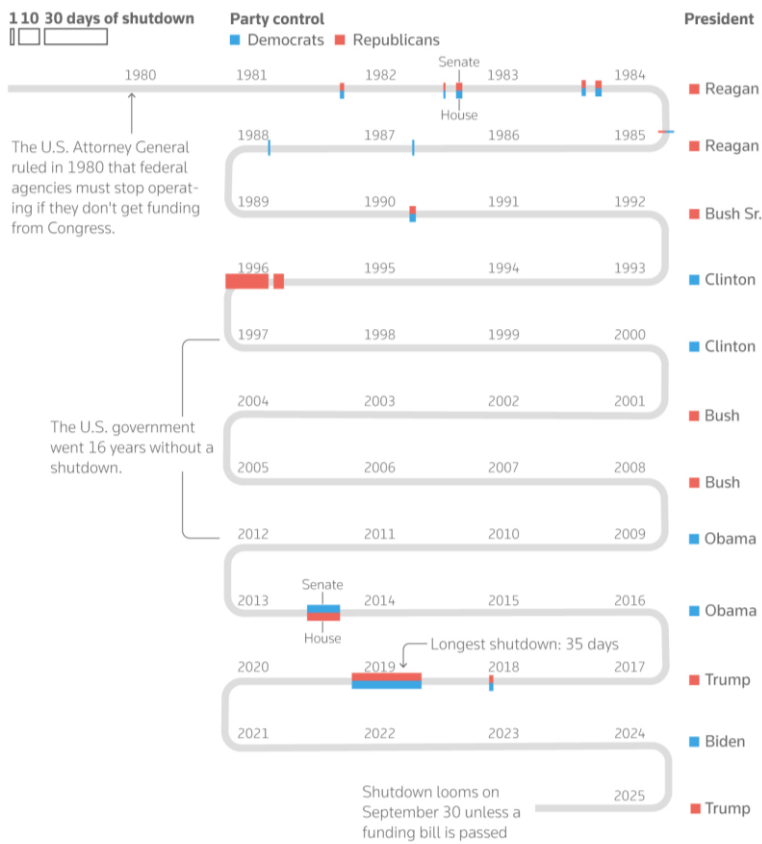 1 10 30 days of shutdown
Party control
President
Democrats Republicans
1980 1981 1982 1983 1984
Senate
House
Reagan
The U.S. Attorney General
ruled in 1980 that federal
agencies must stop operat-
ing if they don't get funding
from Congress.
1988 1987 1986 1985
Reagan
1989 1990 1991 1992
Bush Sr.
1996 1995 1994 1993
Clinton
1997 1998 1999 2000
Clinton
2004 2003 2002 2001
Bush
The U.S. government
went 16 years without a
shutdown.
2005 2006 2007 2008
Bush
2012 2011 2010 2009
Obama
Senate
2013 2014 2015 2016
House
Obama
Longest shutdown: 35 days
2020 2019 2018 2017
Trump
2021 2022 2023 2024
Biden
Shutdown looms on
September 30 unless a
funding bill is passed
2025
Trump